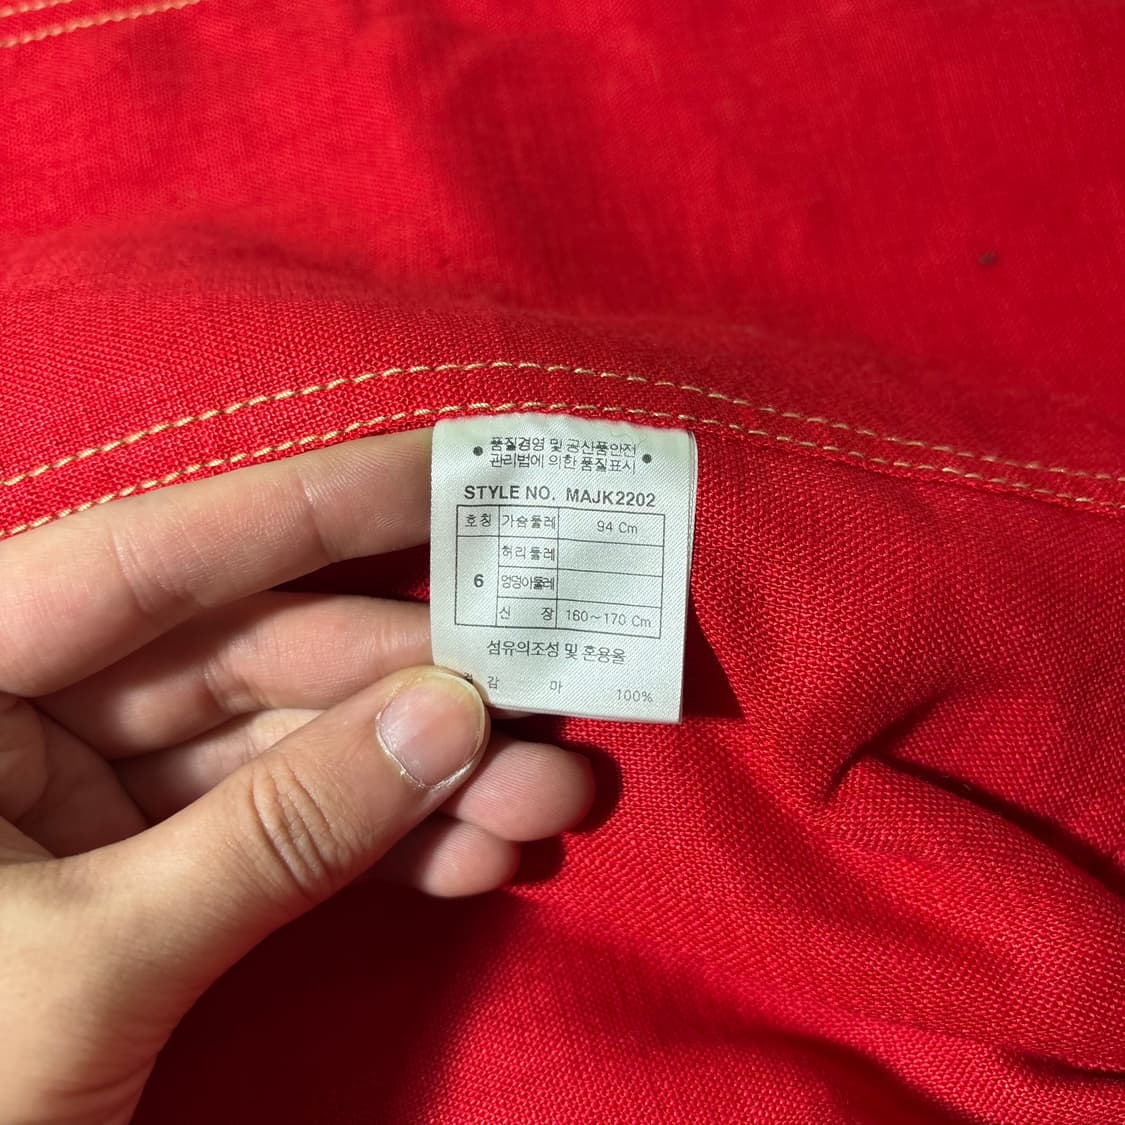 • 품질경영 및 공산품안전
관리법에 의한 품질표시 •
STYLE NO. MAJK2202
호칭 가슴둘레 94 Cm
허리둘레
6 엉덩이둘레
신 장 160~170 Cm
섬유의조성 및 혼용율
겉 감 마 100%